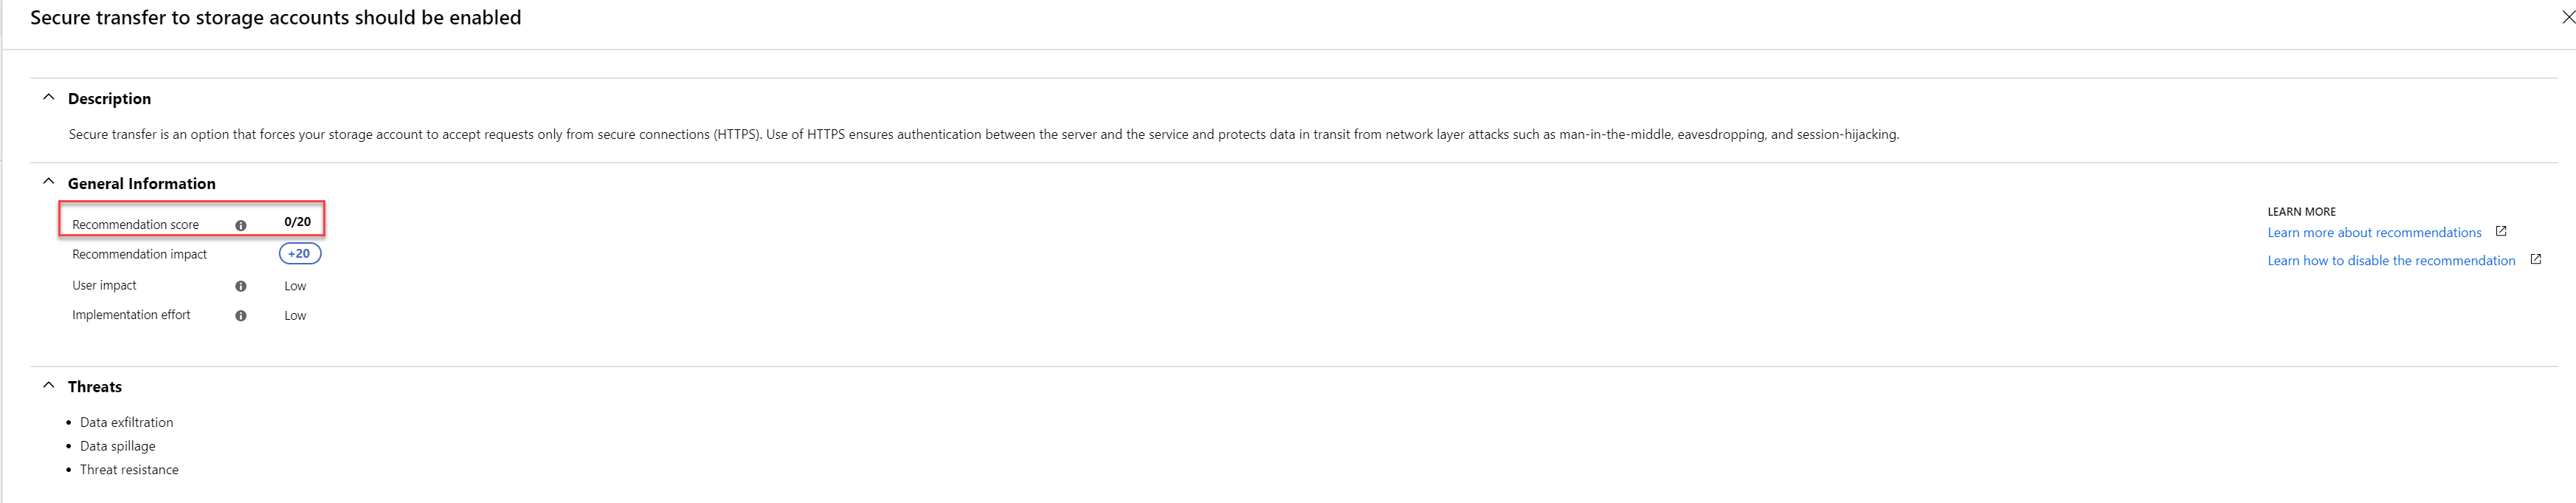 Secure transfer to storage accounts should be enabled
Description
Secure transfer is an option that forces your storage account to accept requests only from secure connections (HTTPS). Use of HTTPS ensures authentication between the server and the service and protects data in transit from network layer attacks such as man-in-the-middle, eavesdropping, and session-hijacking.
General Information
Recommendation score 0/20
Recommendation impact +20
User impact Low
Implementation effort Low
LEARN MORE
Learn more about recommendations
Learn how to disable the recommendation
Threats
• Data exfiltration
• Data spillage
• Threat resistance